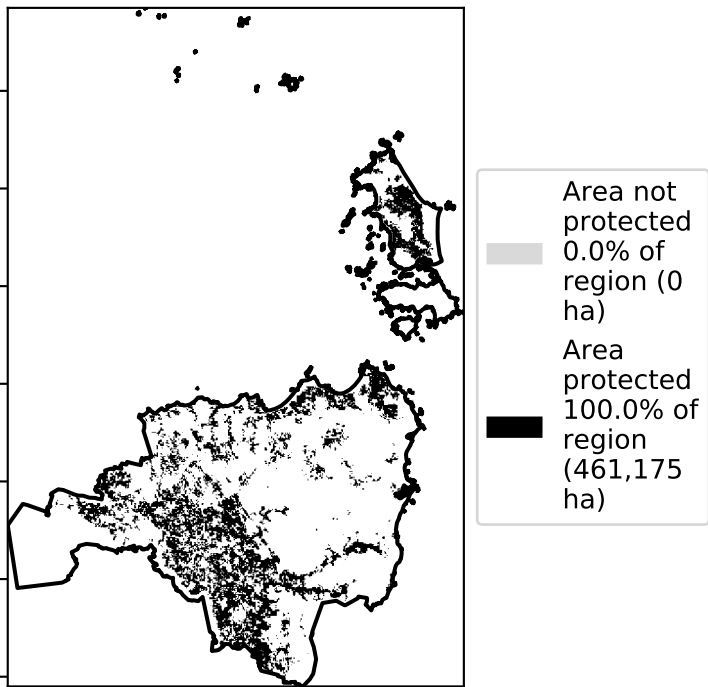 Area not
protected
0.0% of
region (0
ha)
Area
protected
100.0% of
region
(461,175
ha)